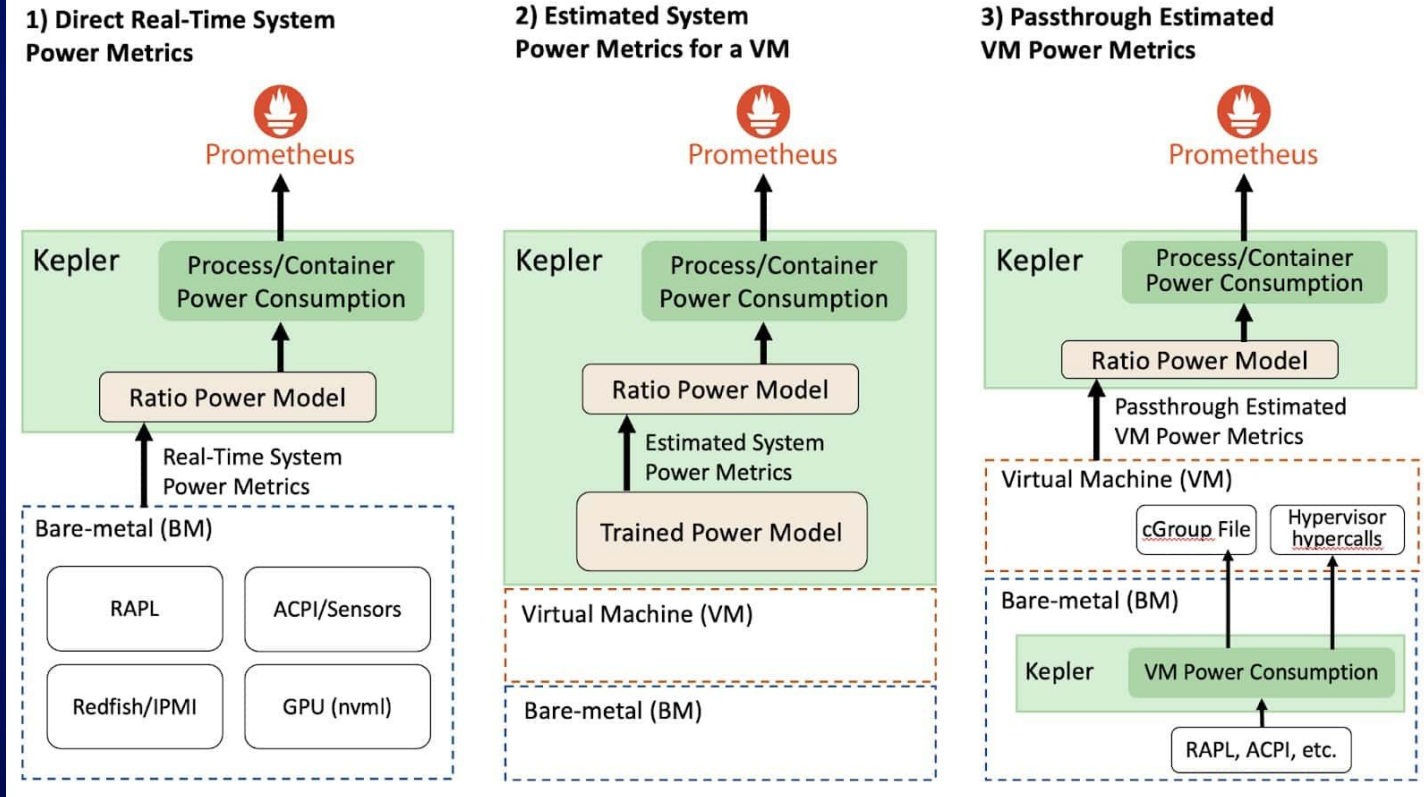 1) Direct Real-Time System
Power Metrics
Prometheus
Kepler
Process/Container
Power Consumption
Ratio Power Model
Real-Time System
Power Metrics
Bare-metal (BM)
RAPL
ACPI/Sensors
Redfish/IPMI
GPU (nvml)
2) Estimated System
Power Metrics for a VM
Prometheus
Kepler
Process/Container
Power Consumption
Ratio Power Model
Estimated System
Power Metrics
Trained Power Model
Virtual Machine (VM)
Bare-metal (BM)
3) Passthrough Estimated
VM Power Metrics
Prometheus
Kepler
Process/Container
Power Consumption
Ratio Power Model
Passthrough Estimated
VM Power Metrics
Virtual Machine (VM)
cGroup File
Hypervisor
hypercalls
Bare-metal (BM)
Kepler
VM Power Consumption
RAPL, ACPI, etc.